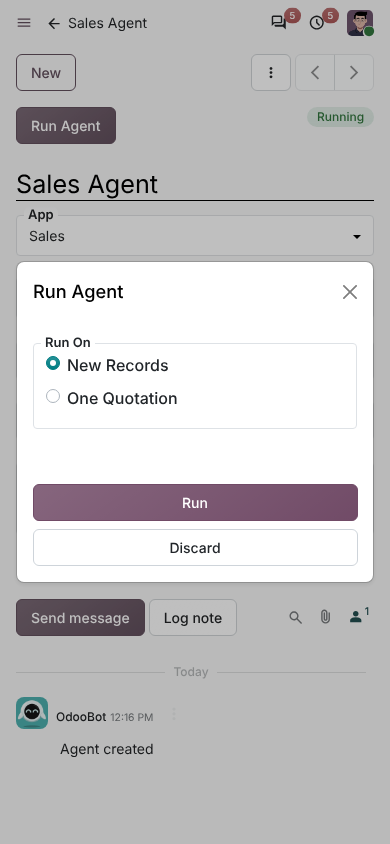 Sales Agent
5
5
New
Run Agent
Running
Sales Agent
App
Sales
Run Agent
Run On
New Records
One Quotation
Run
Discard
Send message
Log note
1
Today
OdooBot 12:16 PM
Agent created